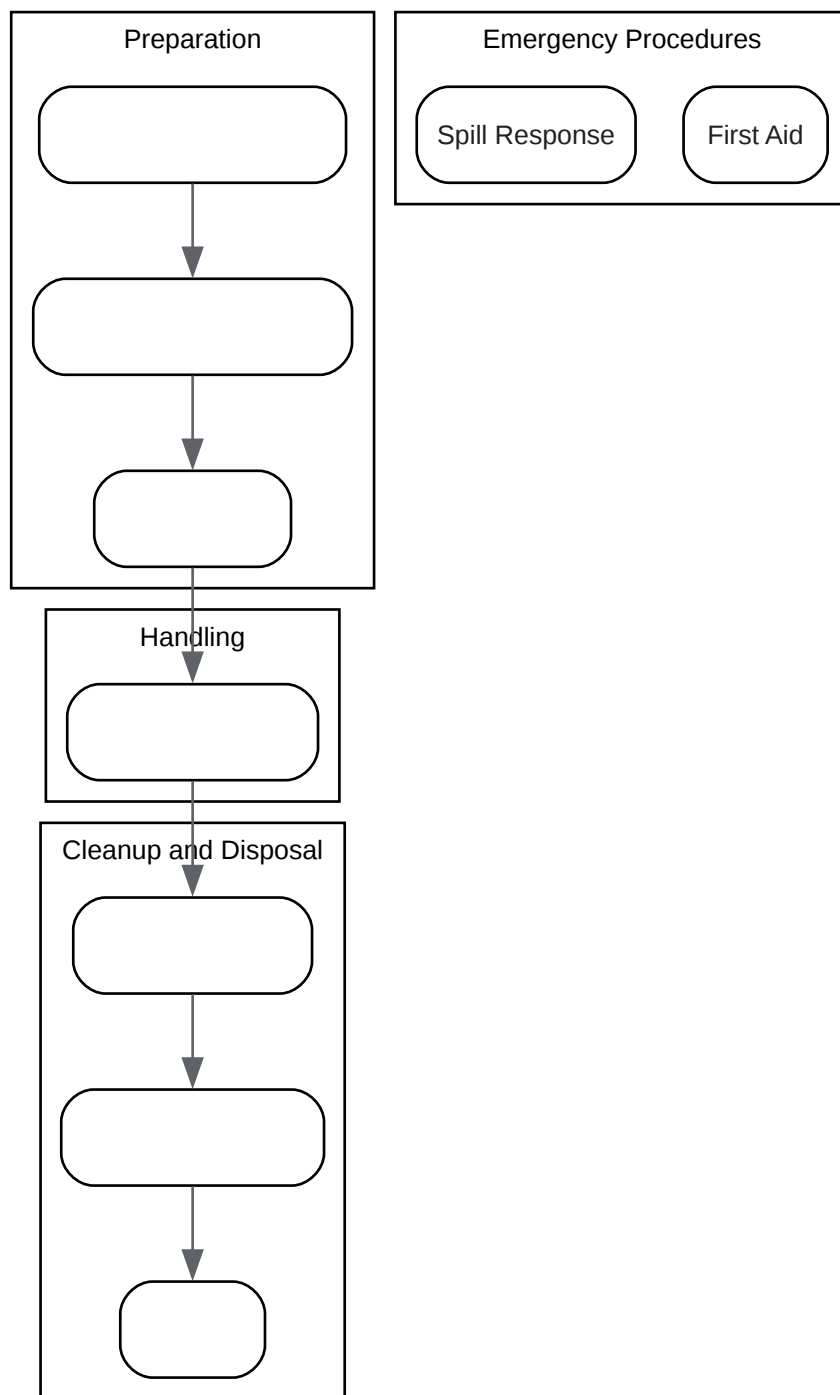 Preparation
Emergency Procedures
Spill Response
First Aid
Handling
Cleanup and Disposal